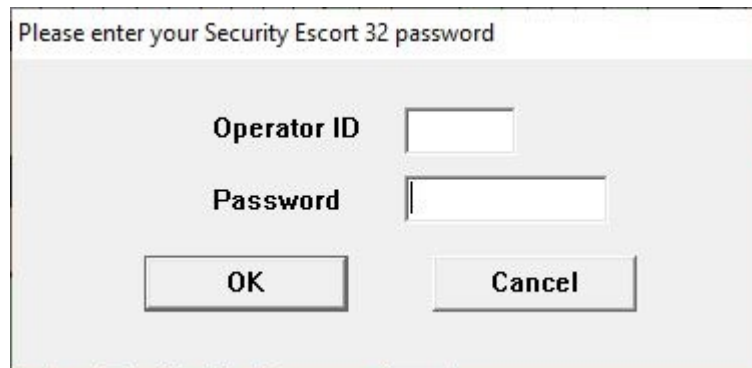 Please enter your Security Escort 32 password
Operator ID
Password
OK
Cancel